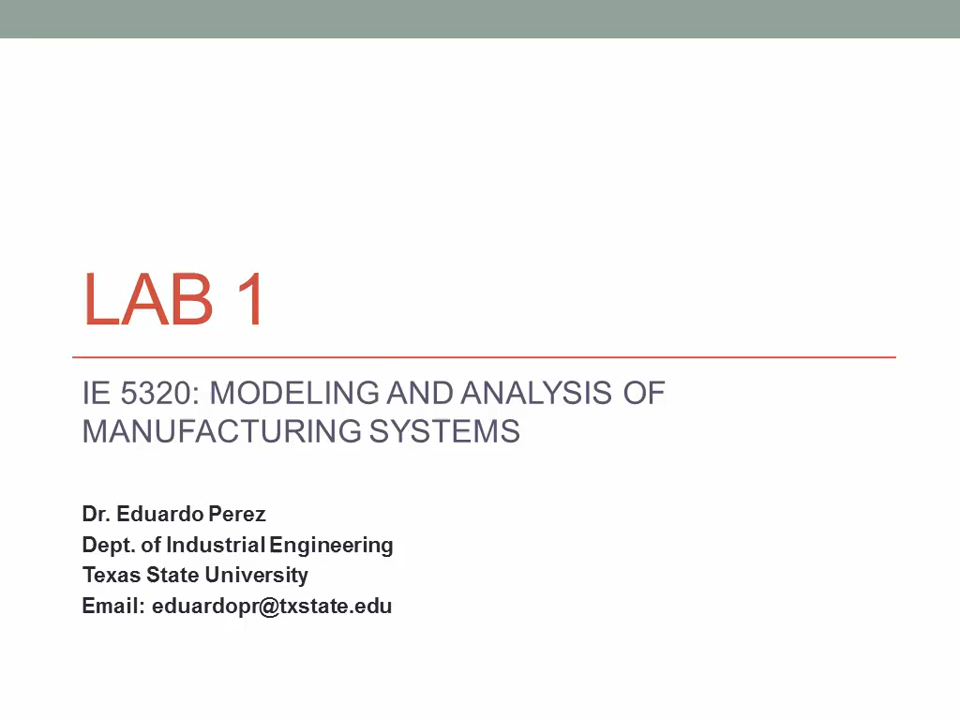 LAB 1
IE 5320: MODELING AND ANALYSIS OF
MANUFACTURING SYSTEMS
Dr. Eduardo Perez
Dept. of Industrial Engineering
Texas State University
Email: eduardopr@txstate.edu